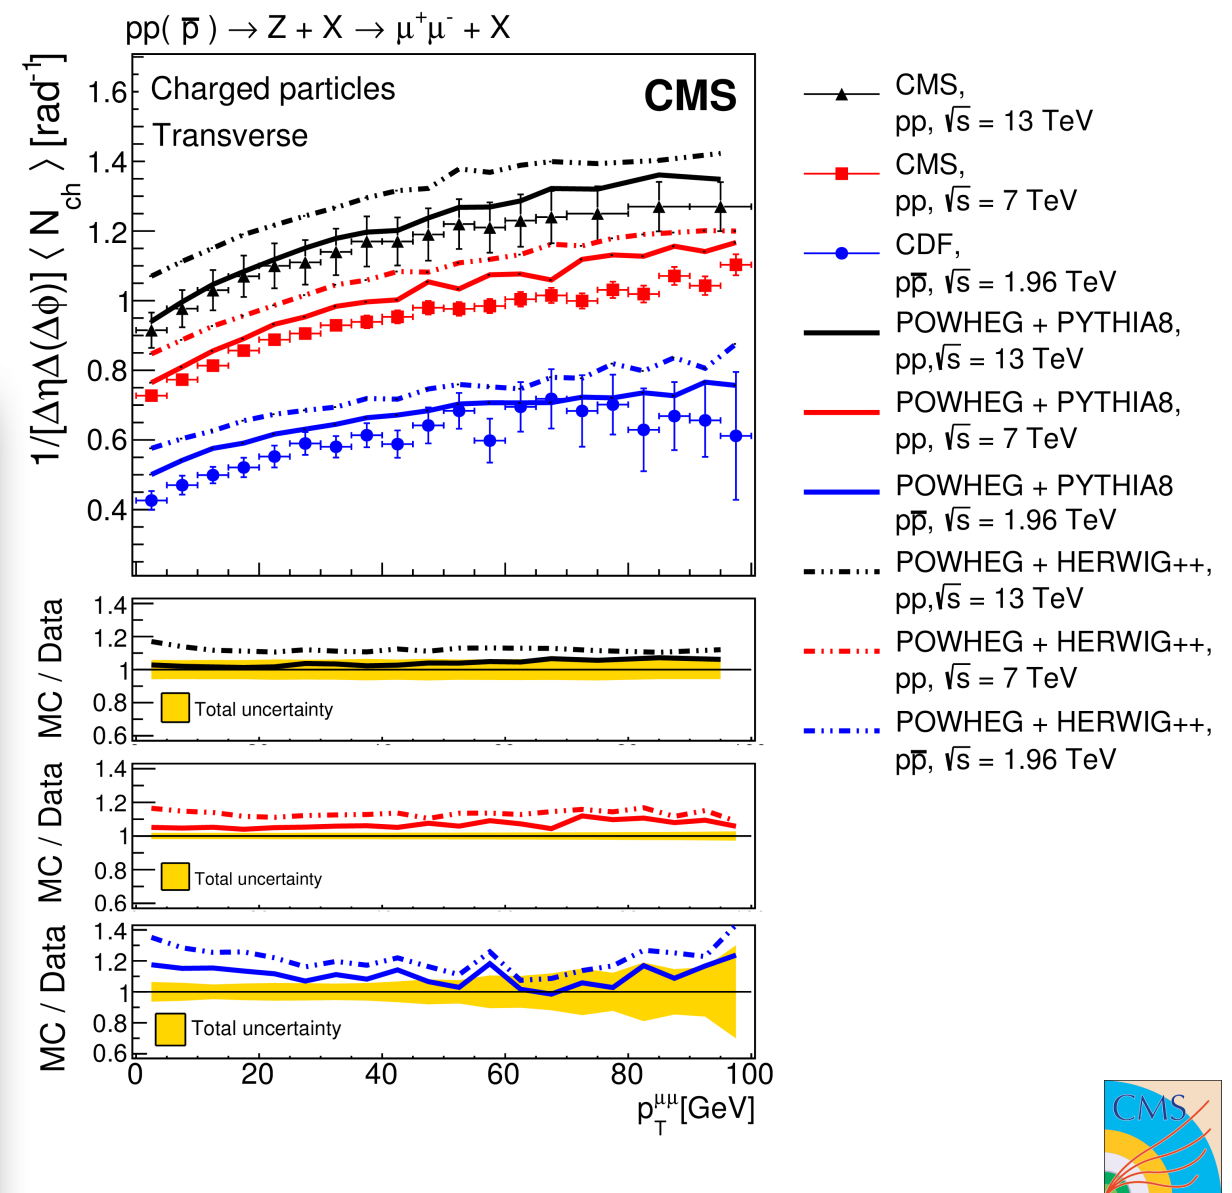 pp( p̅ ) → Z + X → μ⁺μ⁻ + X
1/[ΔηΔ(Δϕ)] ⟨ N_ch ⟩ [rad⁻¹]
Charged particles
CMS
Transverse
1.6
1.4
1.2
1
0.8
0.6
0.4
CMS,
pp, √s = 13 TeV
CMS,
pp, √s = 7 TeV
CDF,
pp̅, √s = 1.96 TeV
POWHEG + PYTHIA8,
pp,√s = 13 TeV
POWHEG + PYTHIA8,
pp, √s = 7 TeV
POWHEG + PYTHIA8
pp̅, √s = 1.96 TeV
POWHEG + HERWIG++,
pp,√s = 13 TeV
POWHEG + HERWIG++,
pp, √s = 7 TeV
POWHEG + HERWIG++,
pp̅, √s = 1.96 TeV
MC / Data
1.4
1.2
1
0.8
0.6
Total uncertainty
MC / Data
1.4
1.2
1
0.8
0.6
Total uncertainty
MC / Data
1.4
1.2
1
0.8
0.6
Total uncertainty
0 20 40 60 80 100
p_T^μμ[GeV]
CMS